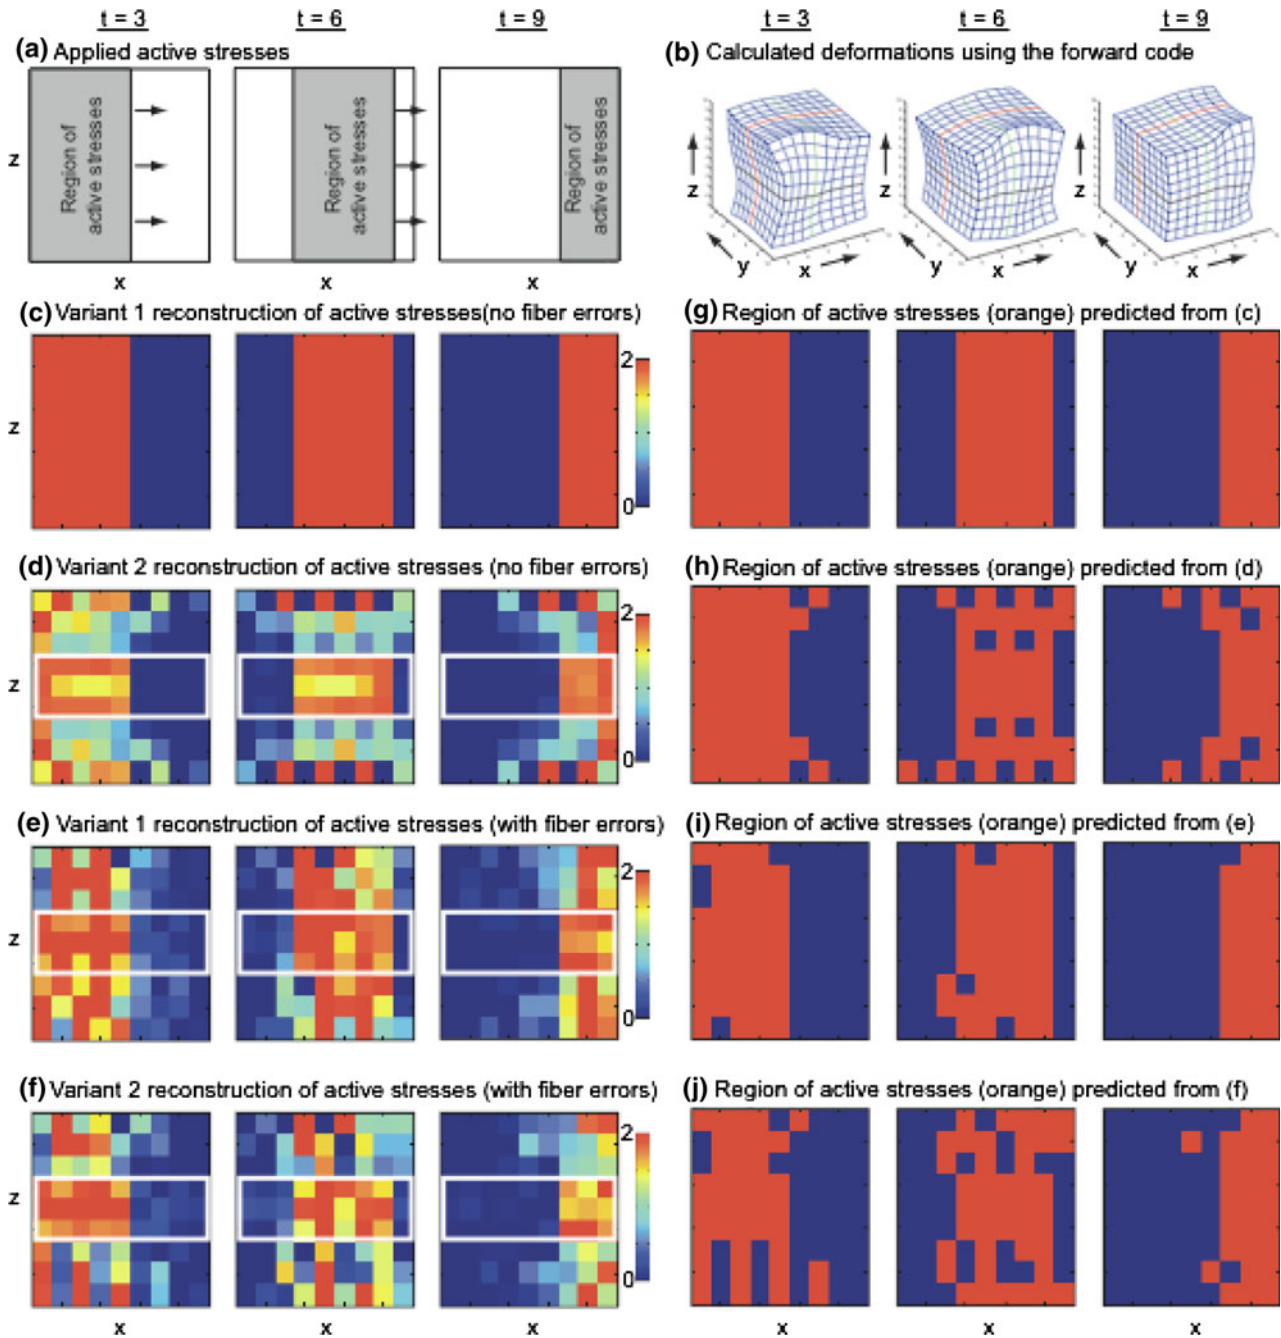 t = 3 t = 6 t = 9 t = 3 t = 6 t = 9
(a) Applied active stresses
Region of
active stresses
Region of
active stresses
Region of
active stresses
z
x x x
(b) Calculated deformations using the forward code
z z z
y x y x y x
(c) Variant 1 reconstruction of active stresses(no fiber errors)
z
2
0
(g) Region of active stresses (orange) predicted from (c)
(d) Variant 2 reconstruction of active stresses (no fiber errors)
z
2
0
(h) Region of active stresses (orange) predicted from (d)
(e) Variant 1 reconstruction of active stresses (with fiber errors)
z
2
0
(i) Region of active stresses (orange) predicted from (e)
(f) Variant 2 reconstruction of active stresses (with fiber errors)
z
2
0
x x x
(j) Region of active stresses (orange) predicted from (f)
x x x